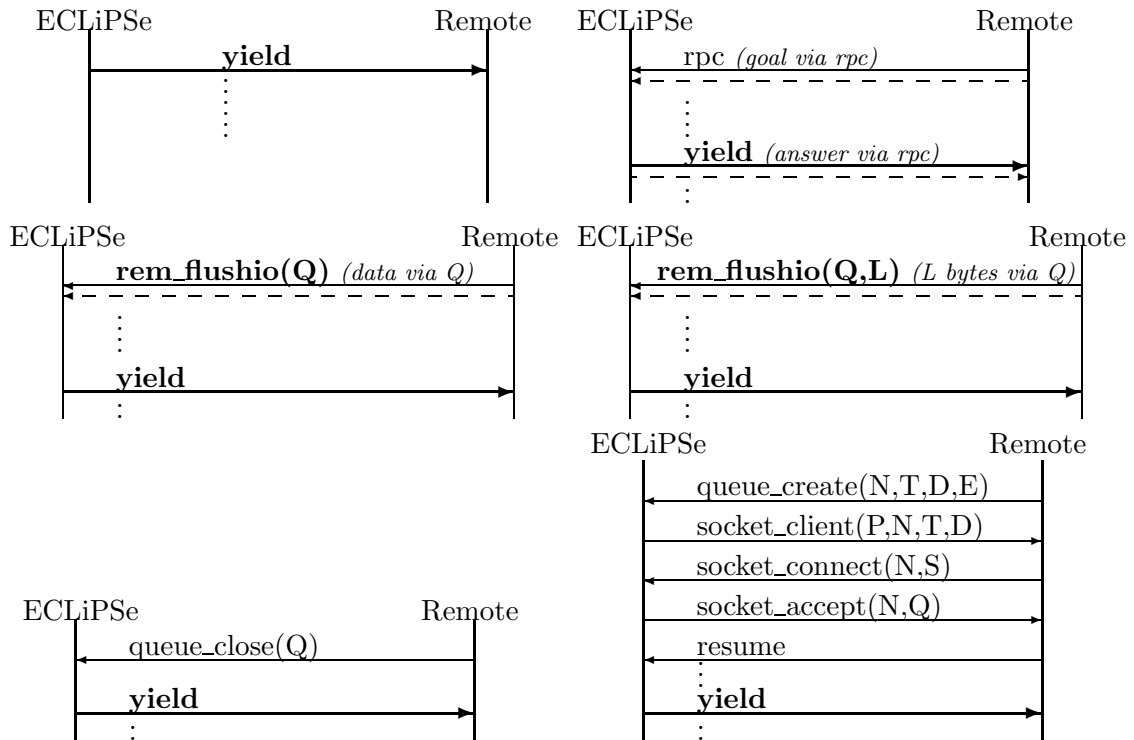 ECLiPSe Remote
yield
ECLiPSe Remote
rpc (goal via rpc)
yield (answer via rpc)
ECLiPSe Remote
rem_flushio(Q) (data via Q)
yield
ECLiPSe Remote
rem_flushio(Q,L) (L bytes via Q)
yield
ECLiPSe Remote
queue_close(Q)
yield
ECLiPSe Remote
queue_create(N,T,D,E)
socket_client(P,N,T,D)
socket_connect(N,S)
socket_accept(N,Q)
resume
yield